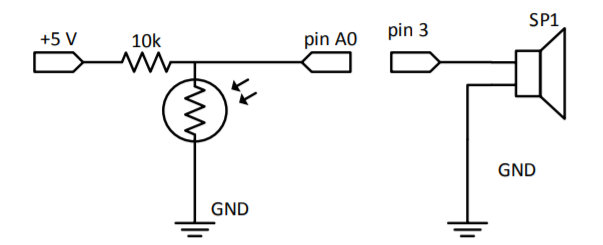 +5 V
10k
pin A0
pin 3
SP1
GND
GND